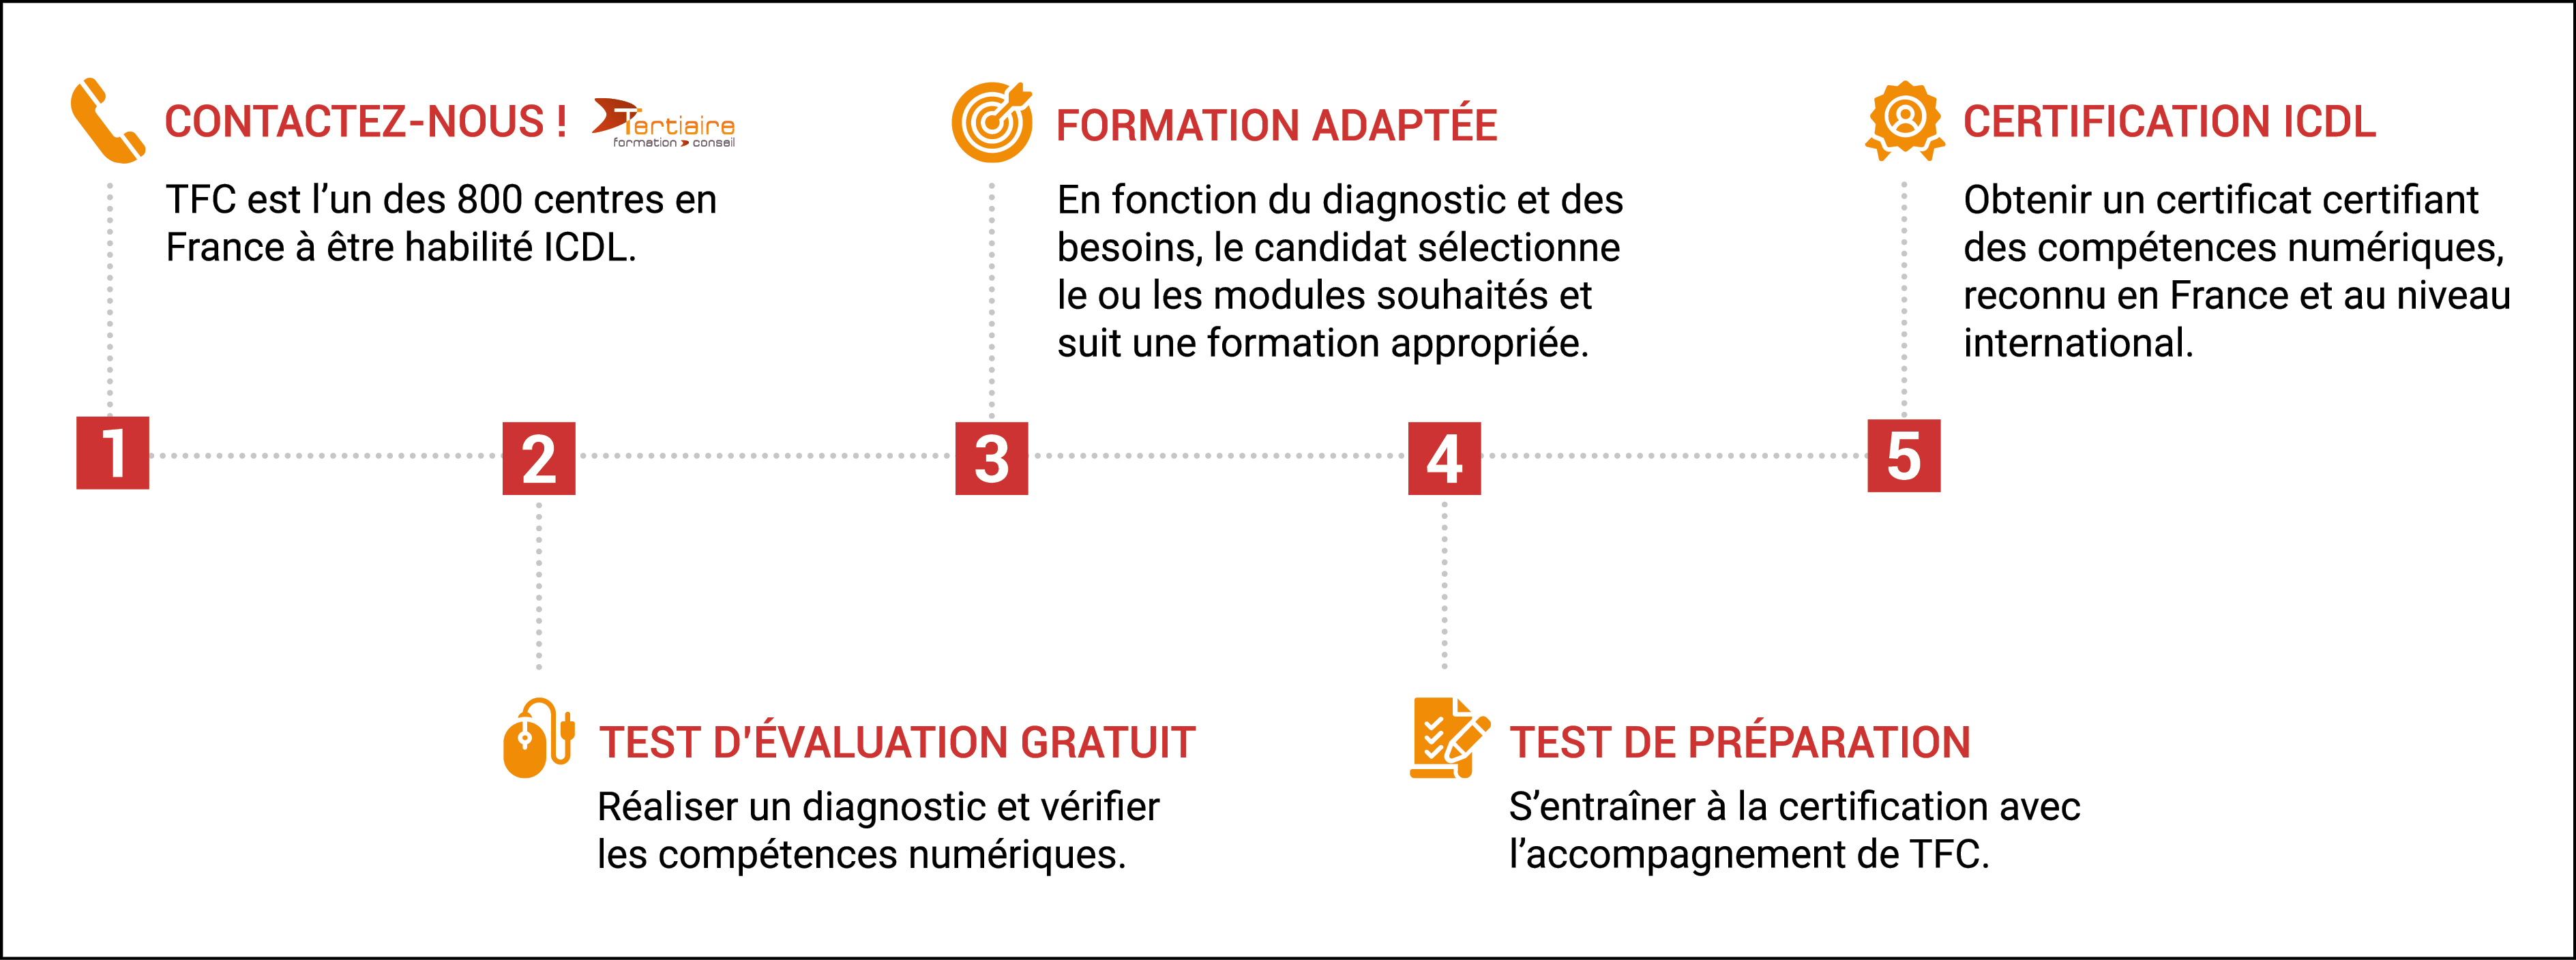 CONTACTEZ-NOUS !
Tertiaire
formation conseil
TFC est l’un des 800 centres en
France à être habilité ICDL.
FORMATION ADAPTÉE
En fonction du diagnostic et des
besoins, le candidat sélectionne
le ou les modules souhaités et
suit une formation appropriée.
CERTIFICATION ICDL
Obtenir un certificat certifiant
des compétences numériques,
reconnu en France et au niveau
international.
1
2
3
4
5
TEST D'ÉVALUATION GRATUIT
Réaliser un diagnostic et vérifier
les compétences numériques.
TEST DE PRÉPARATION
S’entraîner à la certification avec
l’accompagnement de TFC.